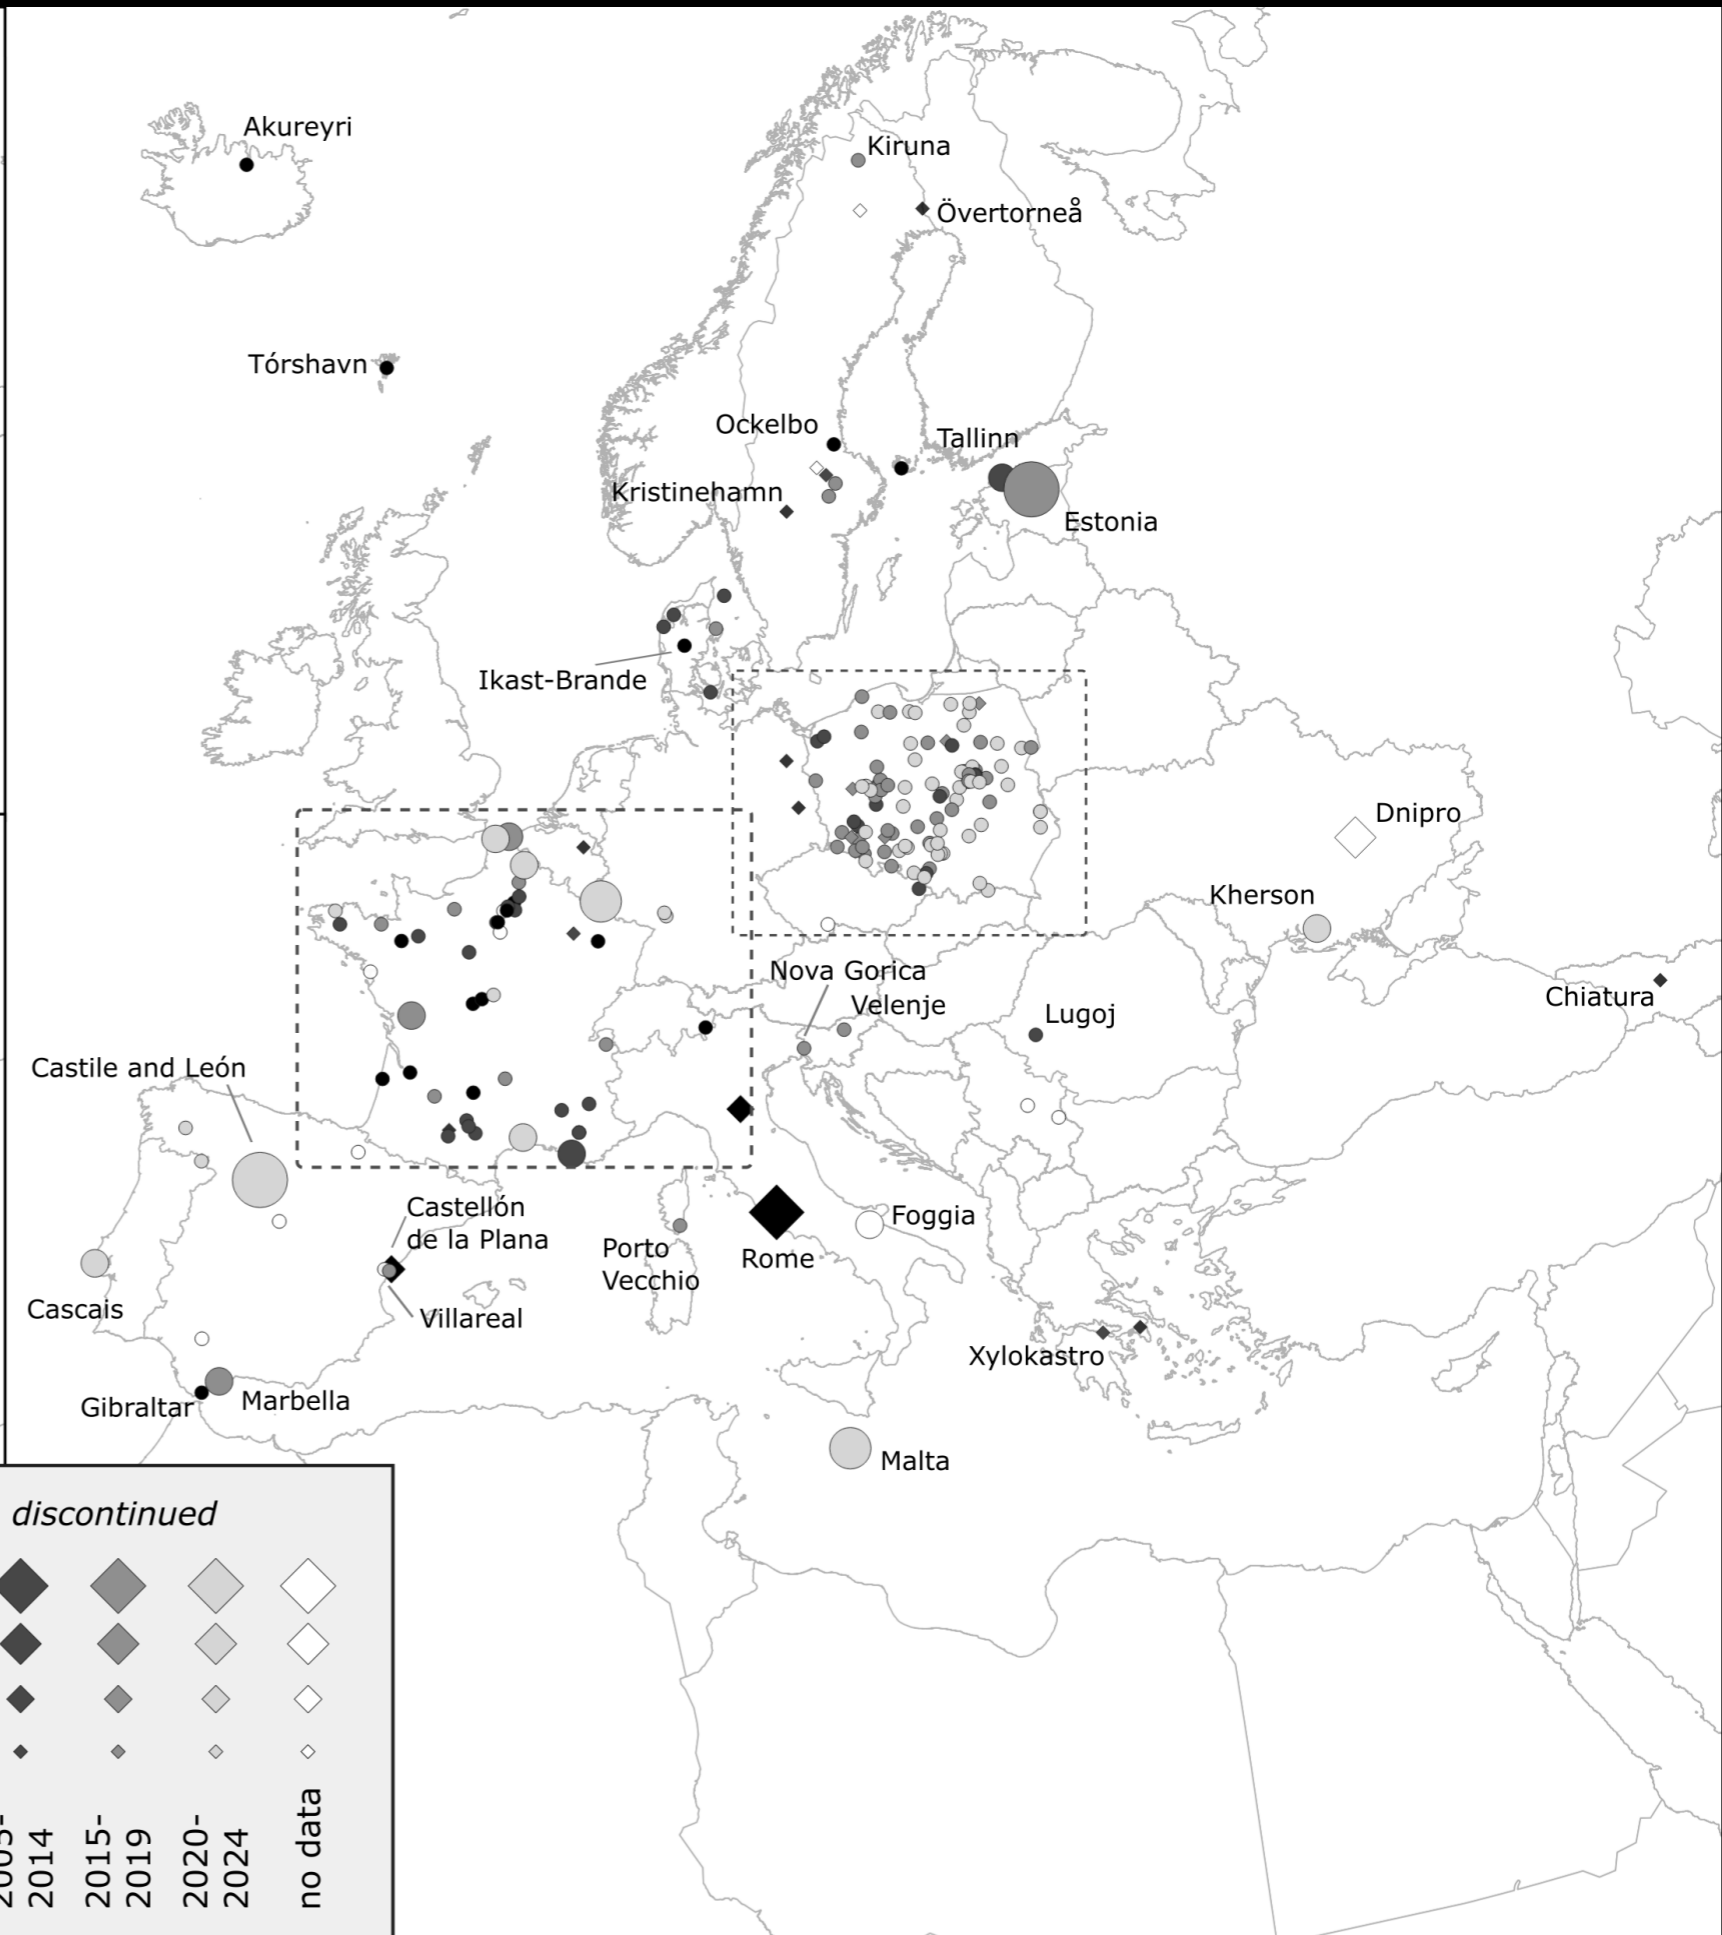 Akureyri
Kiruna
Övertorneå
Tórshavn
Ockelbo
Tallinn
Kristinehamn
Estonia
Ikast-Brande
Dnipro
Kherson
Nova Gorica
Velenje
Chiatura
Lugoj
Castile and León
Castellón
de la Plana
Foggia
Porto
Vecchio
Rome
Cascais
Villareal
Xylokastro
Gibraltar
Marbella
Malta
discontinued
2014
2015-
2019
2020-
2024
no data